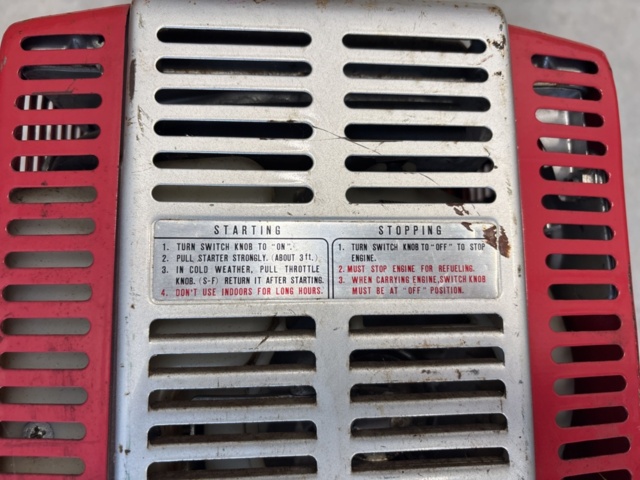 STARTING
1. TURN SWITCH KNOB TO "ON".
2. PULL STARTER STRONGLY. (ABOUT 3 ft.)
3. IN COLD WEATHER, PULL THROTTLE
KNOB. (S-F) RETURN IT AFTER STARTING.
4. DON'T USE INDOORS FOR LONG HOURS.
STOPPING
1. TURN SWITCH KNOB TO "OFF" TO STOP
ENGINE.
2. MUST STOP ENGINE FOR REFUELING.
3. WHEN CARRYING ENGINE, SWITCH KNOB
MUST BE AT "OFF" POSITION.